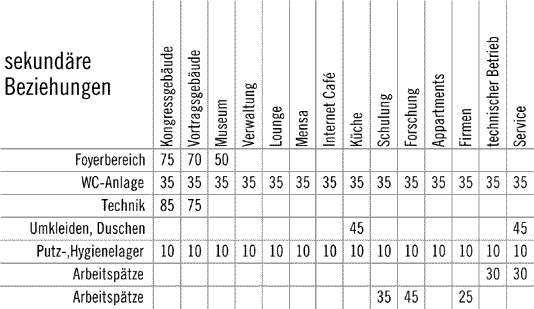 sekundäre
Beziehungen
Kongressgebäude
Vortragsgebäude
Museum
Verwaltung
Lounge
Mensa
Internet Café
Küche
Schulung
Forschung
Appartments
Firmen
technischer Betrieb
Service
Foyerbereich 75 70 50
WC-Anlage 35 35 35 35 35 35 35 35 35 35 35 35 35 35
Technik 85 75
Umkleiden, Duschen 45 45
Putz-,Hygienelager 10 10 10 10 10 10 10 10 10 10 10 10 10 10
Arbeitspätze 30 30
Arbeitspätze 35 45 25